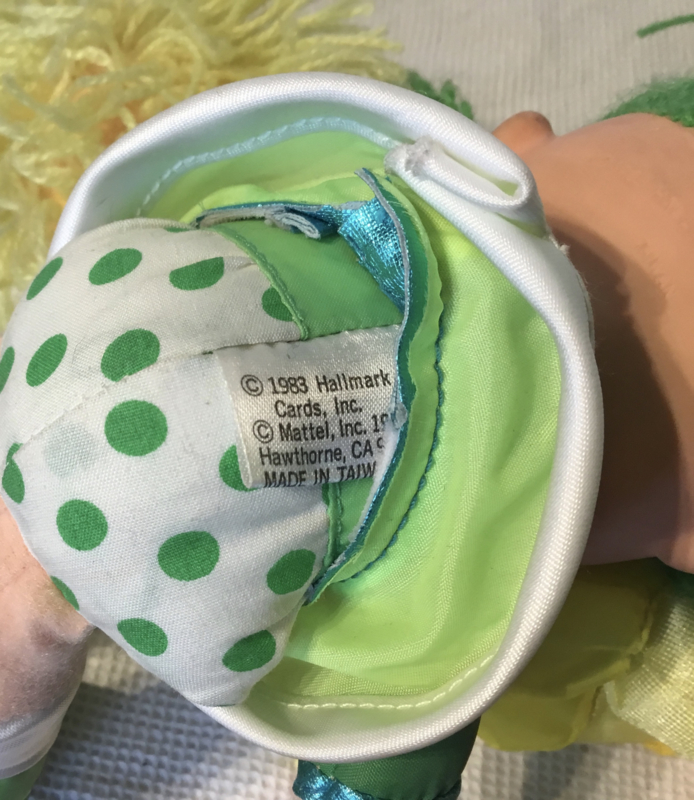 © 1983 Hallmark
Cards, Inc.
© Mattel, Inc.
Hawthorne, CA
MADE IN